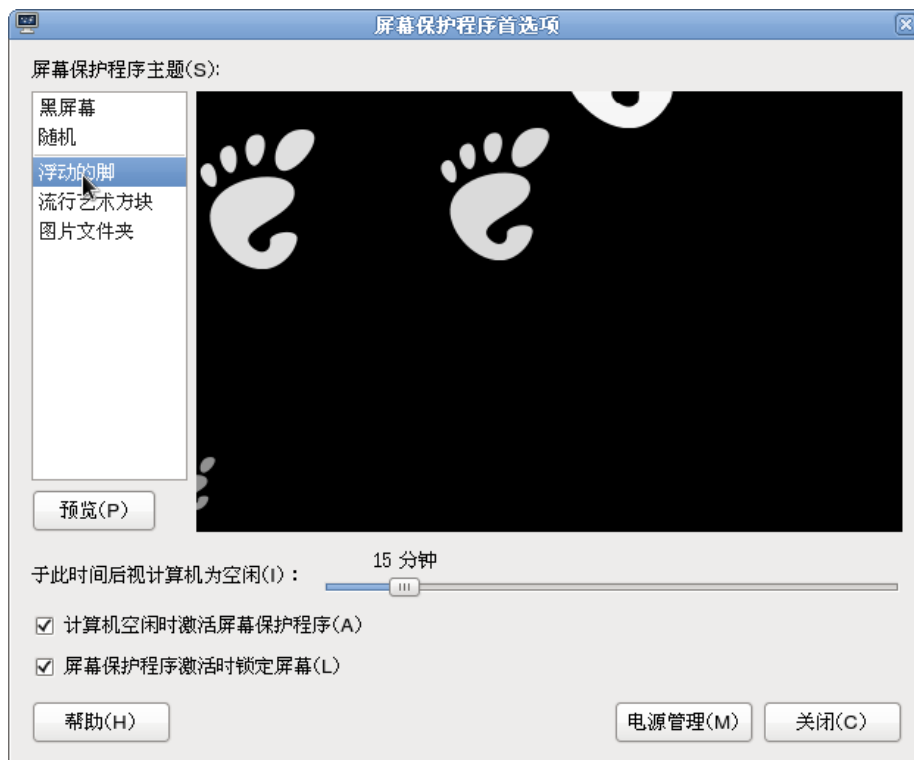 屏幕保护程序首选项
屏幕保护程序主题(S):
黑屏幕
随机
浮动的脚
流行艺术方块
图片文件夹
预览(P)
15 分钟
于此时间后视计算机为空闲(I)：
计算机空闲时激活屏幕保护程序(A)
屏幕保护程序激活时锁定屏幕(L)
帮助(H)
电源管理(M)
关闭(C)